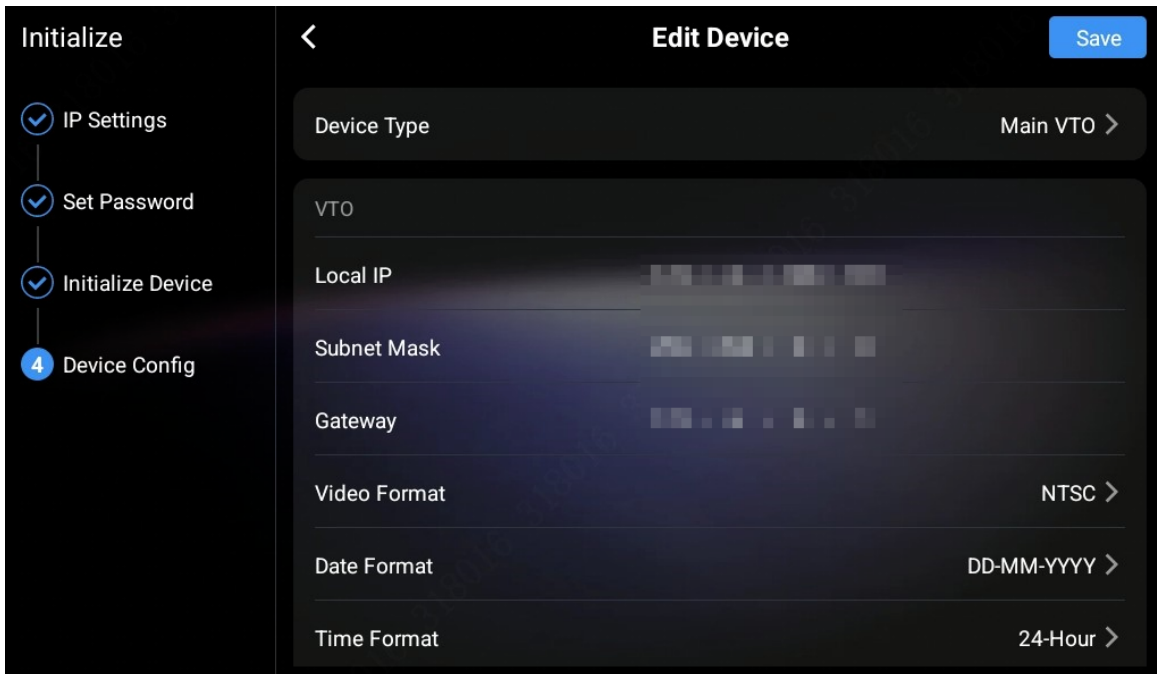 Initialize
Edit Device
Save
IP Settings
Set Password
Initialize Device
4 Device Config
Device Type Main VTO
VTO
Local IP
Subnet Mask
Gateway
Video Format NTSC
Date Format DD-MM-YYYY
Time Format 24-Hour